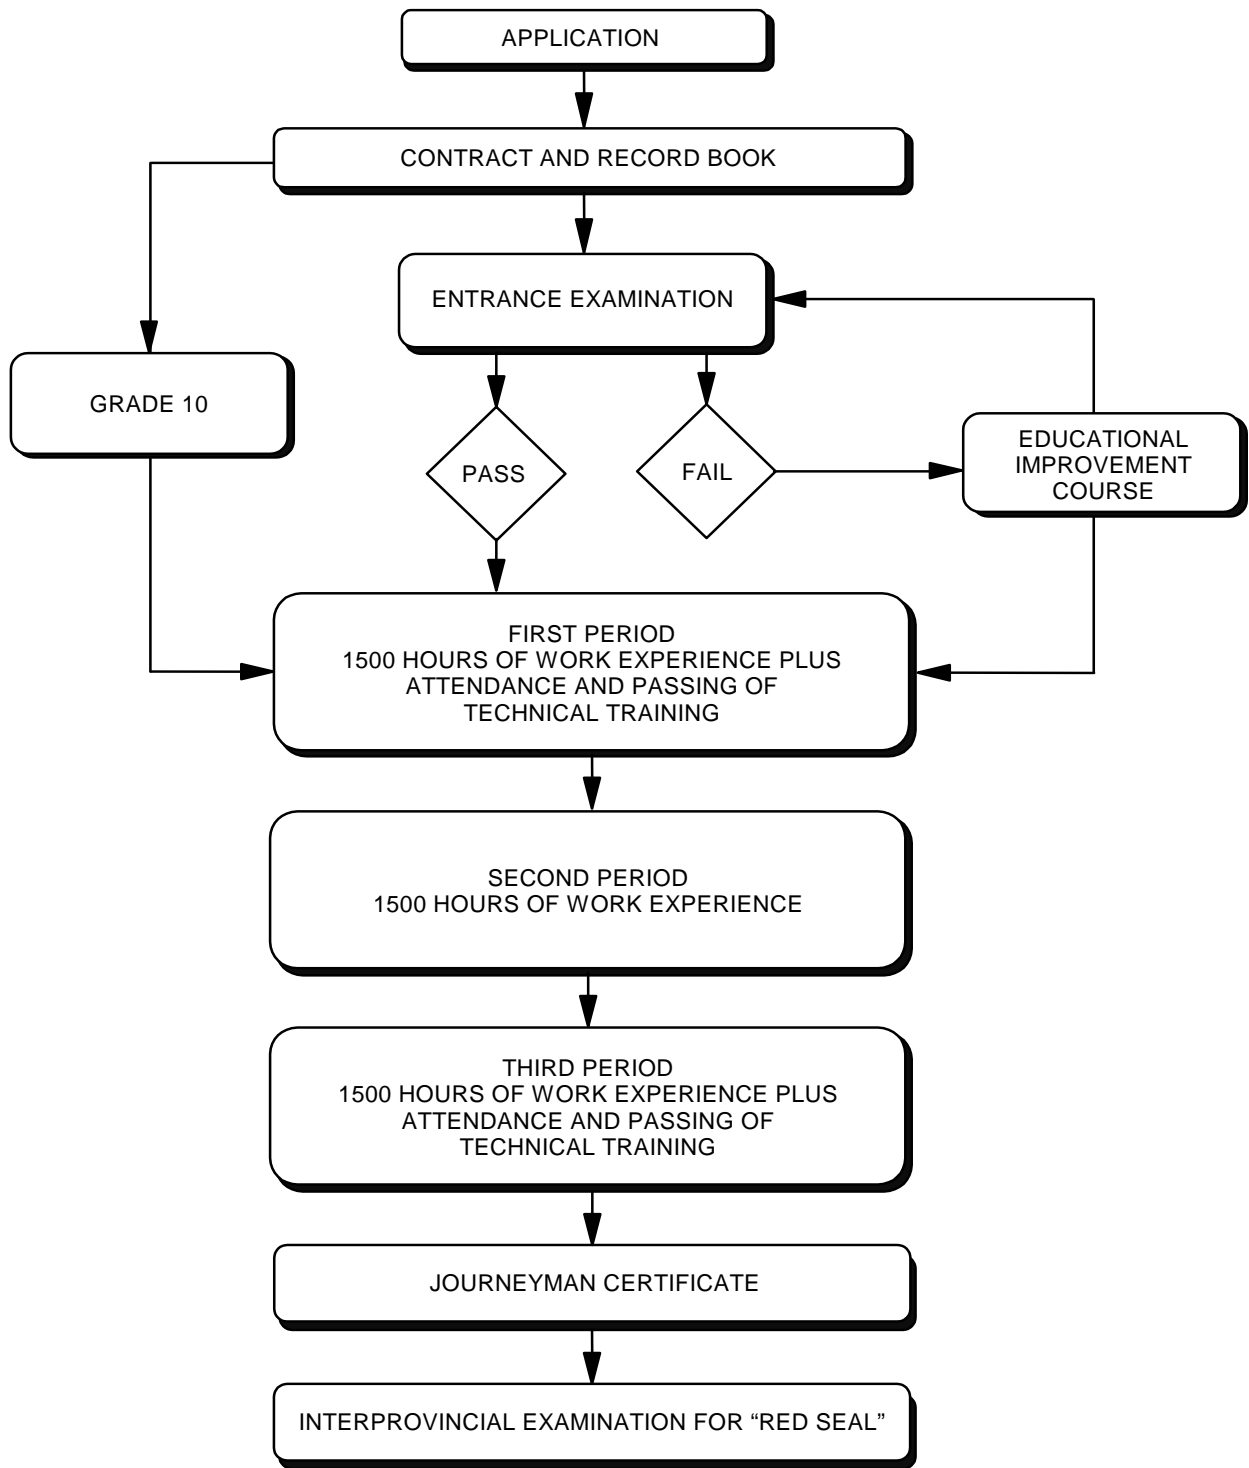 APPLICATION
CONTRACT AND RECORD BOOK
ENTRANCE EXAMINATION
GRADE 10
PASS
FAIL
EDUCATIONAL
IMPROVEMENT
COURSE
FIRST PERIOD
1500 HOURS OF WORK EXPERIENCE PLUS
ATTENDANCE AND PASSING OF
TECHNICAL TRAINING
SECOND PERIOD
1500 HOURS OF WORK EXPERIENCE
THIRD PERIOD
1500 HOURS OF WORK EXPERIENCE PLUS
ATTENDANCE AND PASSING OF
TECHNICAL TRAINING
JOURNEYMAN CERTIFICATE
INTERPROVINCIAL EXAMINATION FOR “RED SEAL”